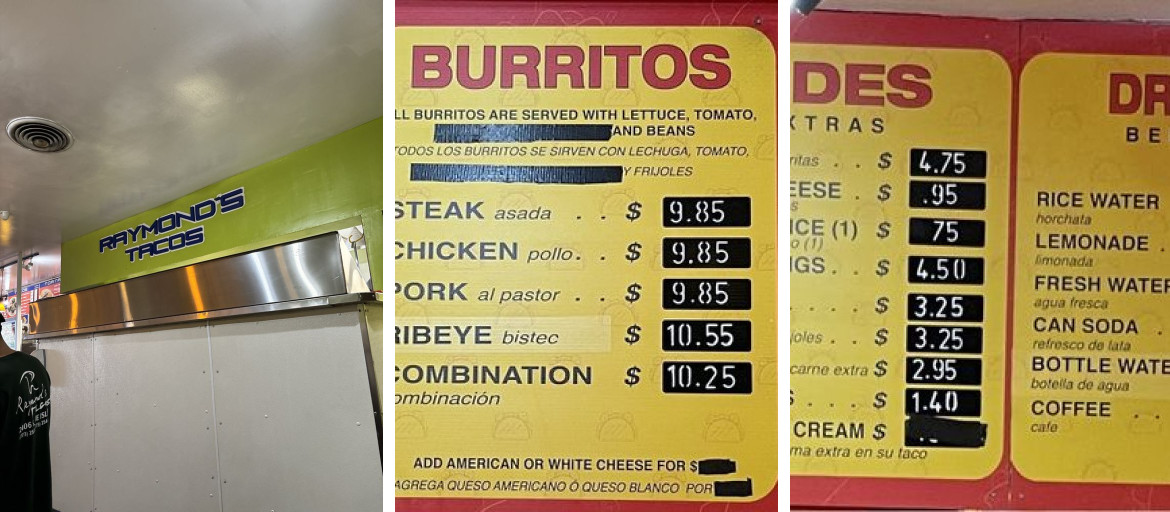 RAYMOND'S
TACOS
BURRITOS
LL BURRITOS ARE SERVED WITH LETTUCE, TOMATO,
AND BEANS
TODOS LOS BURRITOS SE SIRVEN CON LECHUGA, TOMATO,
Y FRIJOLES
STEAK asada . . $ 9.85
CHICKEN pollo. . $ 9.85
PORK al pastor . . $ 9.85
RIBEYE bistec $ 10.55
COMBINATION $ 10.25
ombinación
ADD AMERICAN OR WHITE CHEESE FOR $
AGREGA QUESO AMERICANO Ó QUESO BLANCO POR
DES
XTRAS
ritas . . $ 4.75
EESE . $ .95
ICE (1) $ 75
o (1)
NGS . $ 4.50
. . . . $ 3.25
joles . . $ 3.25
carne extra $ 2.95
S . . . $ 1.40
CREAM $
ma extra en su taco
DR
BE
RICE WATER
horchata
LEMONADE .
limonada
FRESH WATER
agua fresca
CAN SODA .
refresco de lata
BOTTLE WATE
botella de agua
COFFEE . .
cafe